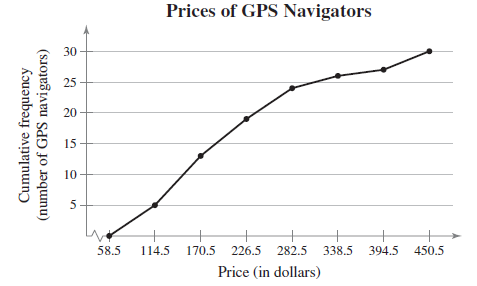 Prices of GPS Navigators
Cumulative frequency
(number of GPS navigators)
30
25
20
15
10
5
58.5 114.5 170.5 226.5 282.5 338.5 394.5 450.5
Price (in dollars)